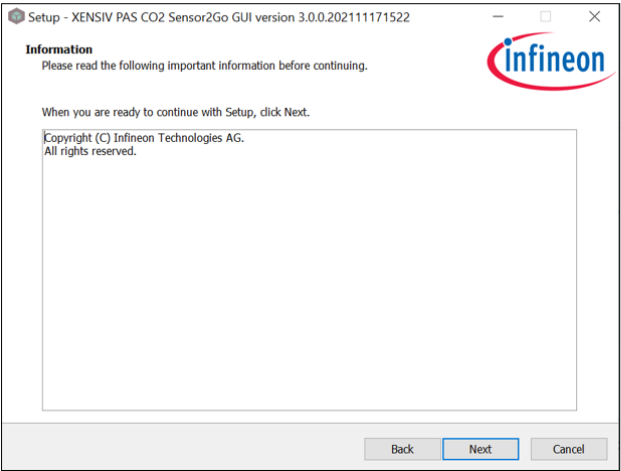 Setup - XENSIV PAS CO2 Sensor2Go GUI version 3.0.0.202111171522
Information
Please read the following important information before continuing.
infineon
When you are ready to continue with Setup, click Next.
Copyright (C) Infineon Technologies AG.
All rights reserved.
Back
Next
Cancel